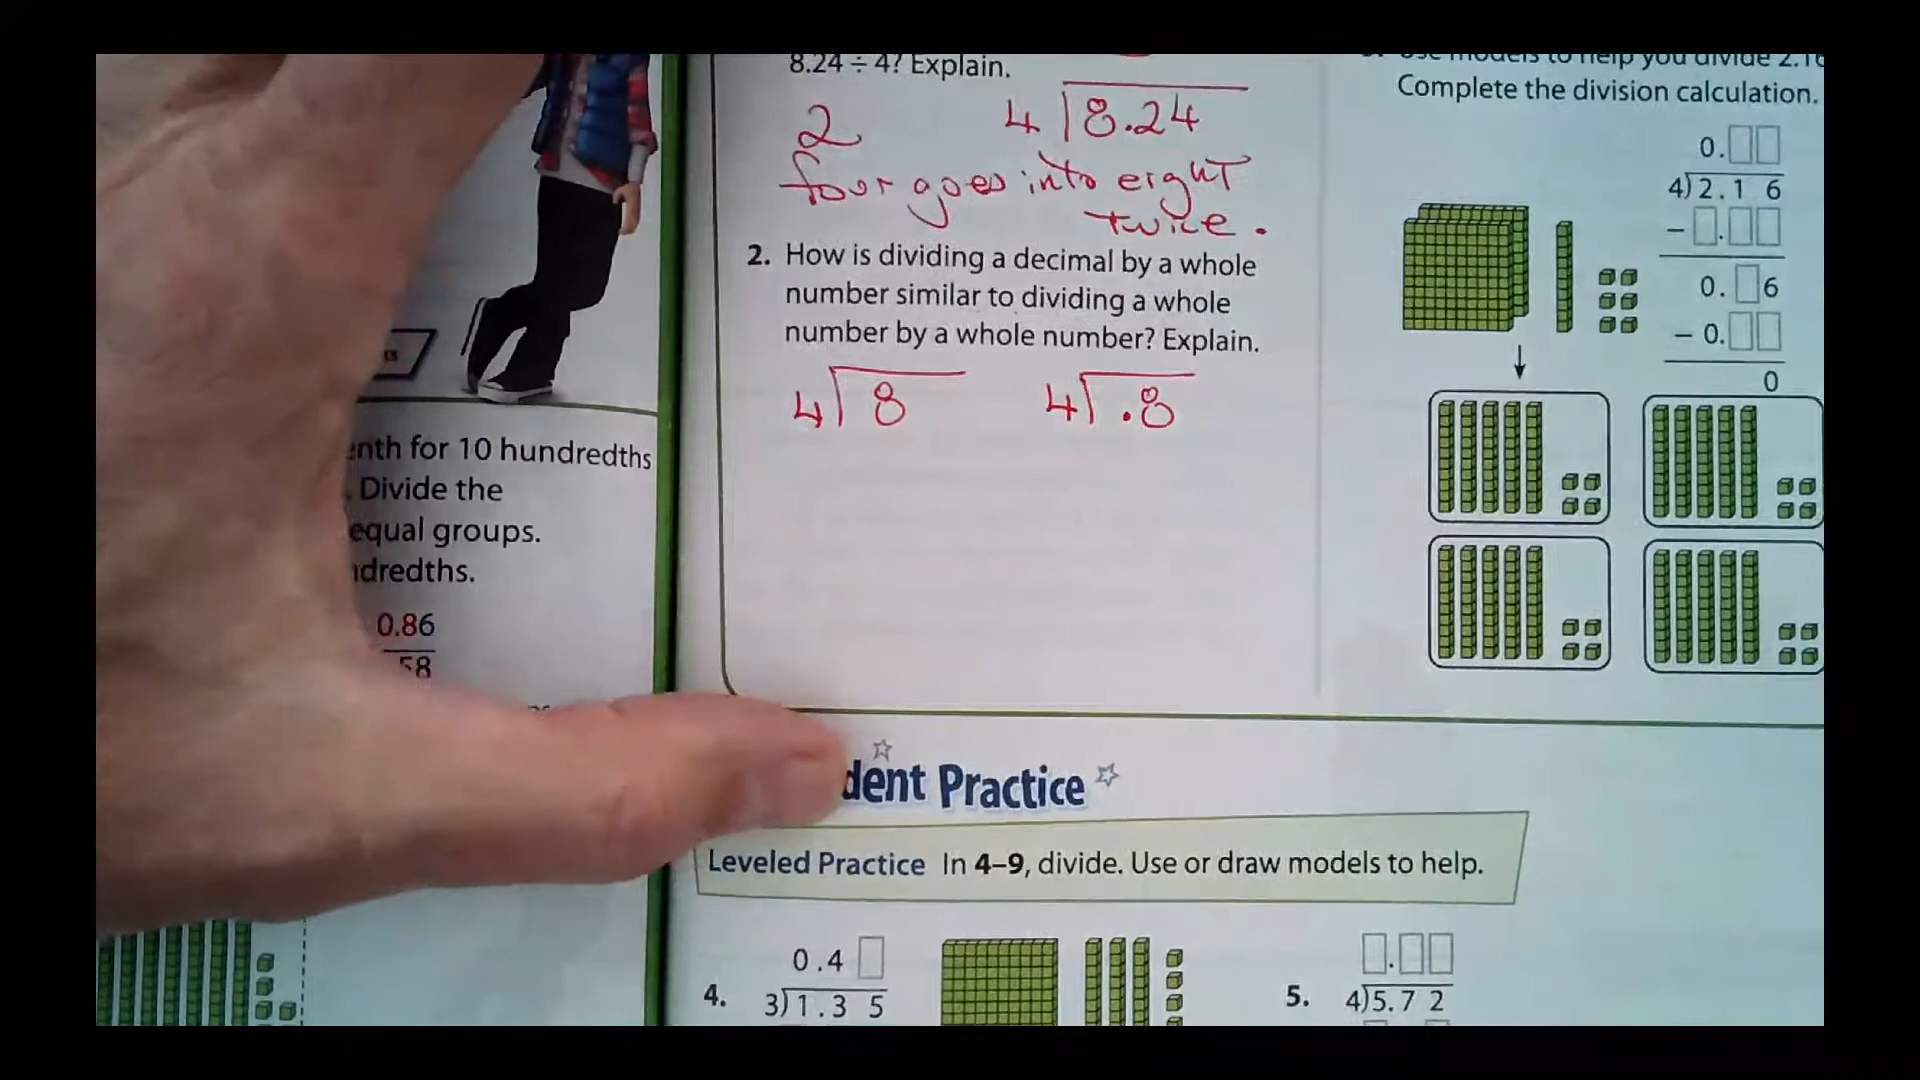 8.24 ÷ 4? Explain.
2
4 8.24
four goes into eight
twice.
2. How is dividing a decimal by a whole
number similar to dividing a whole
number by a whole number? Explain.
4 8
4 .8
Complete the division calculation.
0.
4)2.1 6
−
0. 6
− 0.
0
nth for 10 hundredths
. Divide the
equal groups.
dredths.
0.86
58
dent Practice
Leveled Practice In 4–9, divide. Use or draw models to help.
0.4
4. 3)1.3 5
.
5. 4)5.7 2